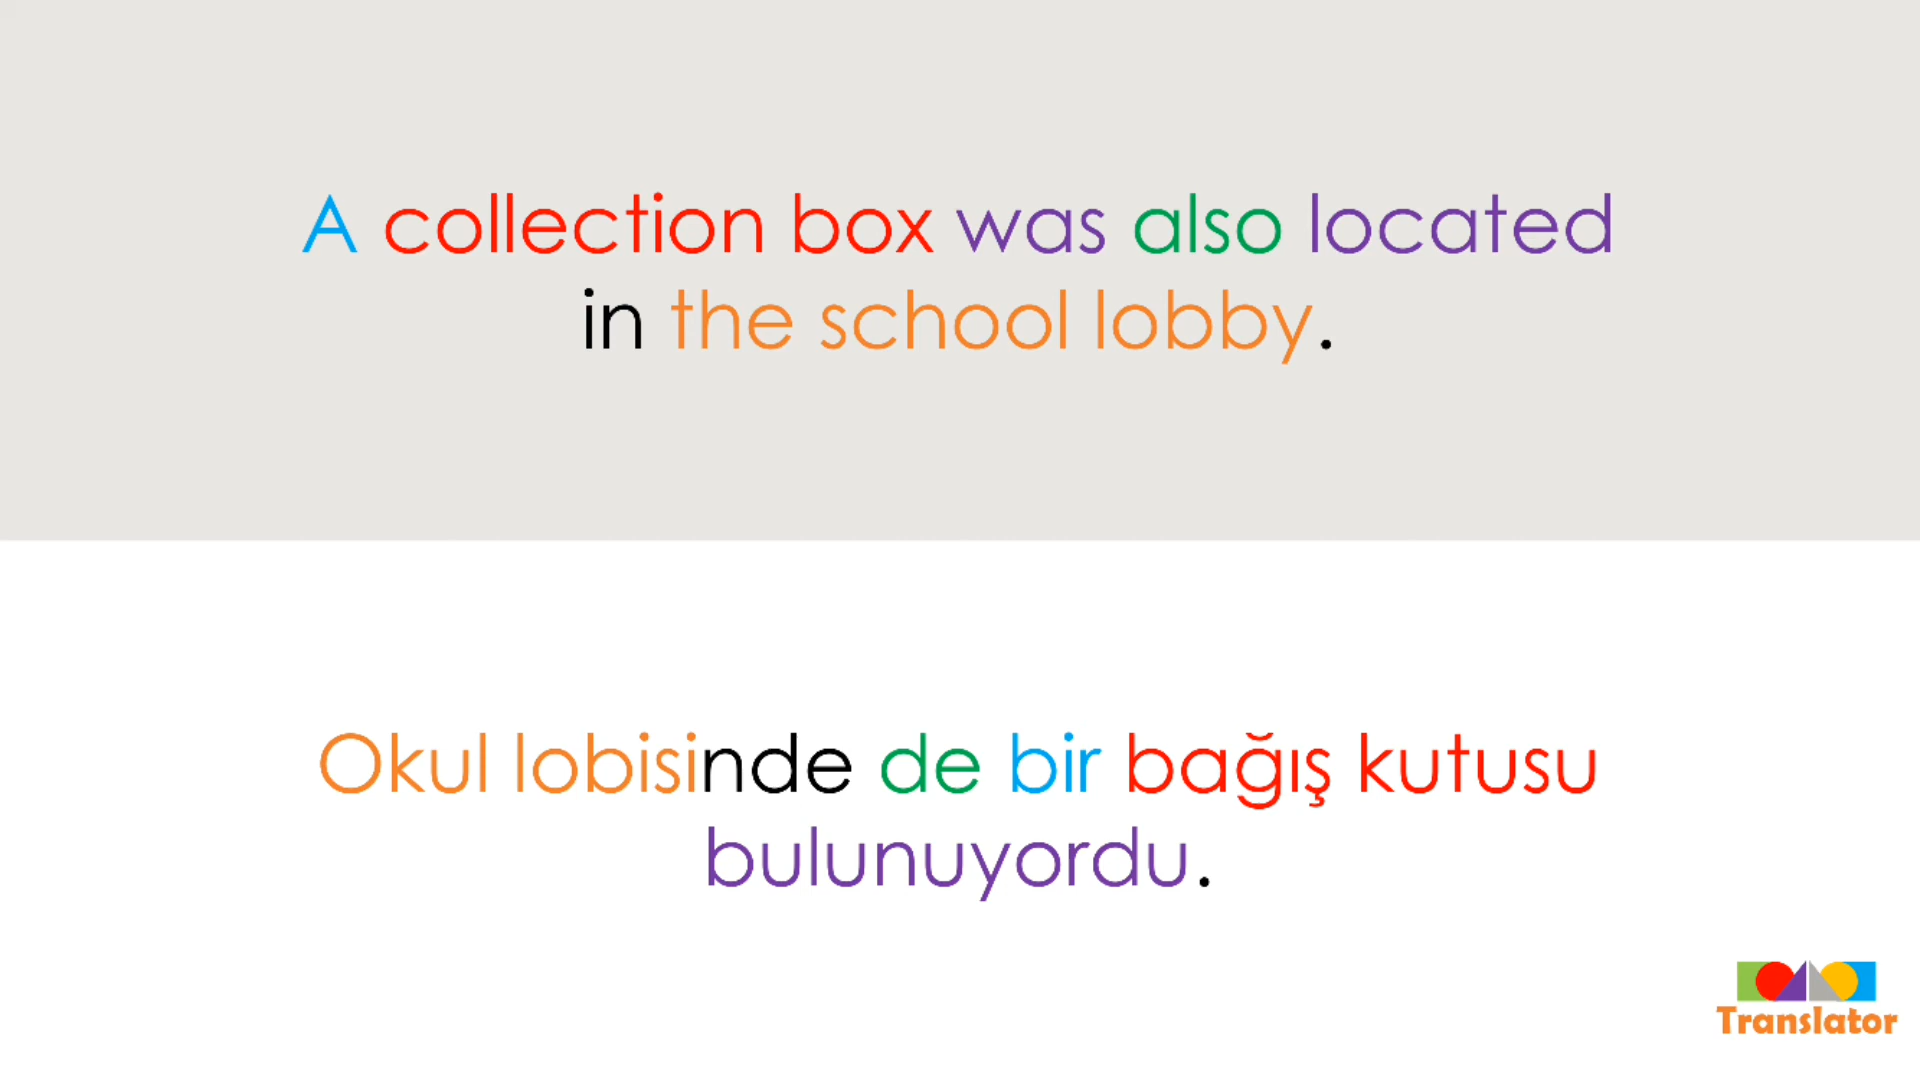 A collection box was also located
in the school lobby.
Okul lobisinde de bir bağış kutusu
bulunuyordu.
Translator